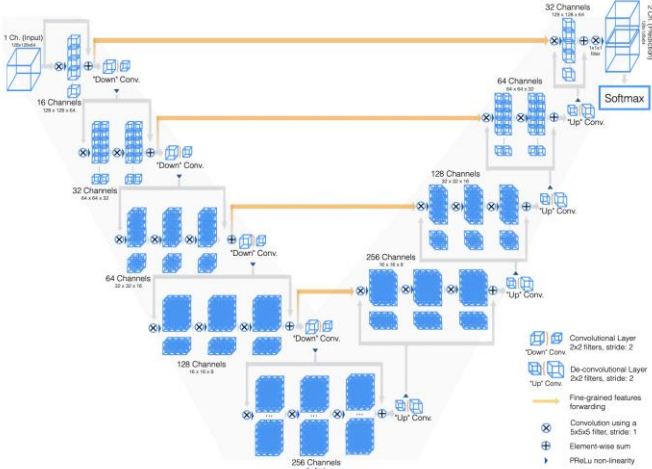 1 Ch. (Input)
128x128x64
"Down" Conv.
16 Channels
128 x 128 x 64
"Down" Conv.
32 Channels
64 x 64 x 32
"Down" Conv.
64 Channels
32 x 32 x 16
"Down" Conv.
128 Channels
16 x 16 x 8
256 Channels
"Up" Conv.
256 Channels
16 x 16 x 8
"Up" Conv.
128 Channels
32 x 32 x 16
"Up" Conv.
64 Channels
64 x 64 x 32
"Up" Conv.
32 Channels
128 x 128 x 64
1x1x1
filter
2 Ch. (Prediction)
Softmax
"Down" Conv.
Convolutional Layer
2x2 filters, stride: 2
"Up" Conv.
De-convolutional Layer
2x2 filters, stride: 2
Fine-grained features
forwarding
Convolution using a
5x5x5 filter, stride: 1
Element-wise sum
PReLu non-linearity